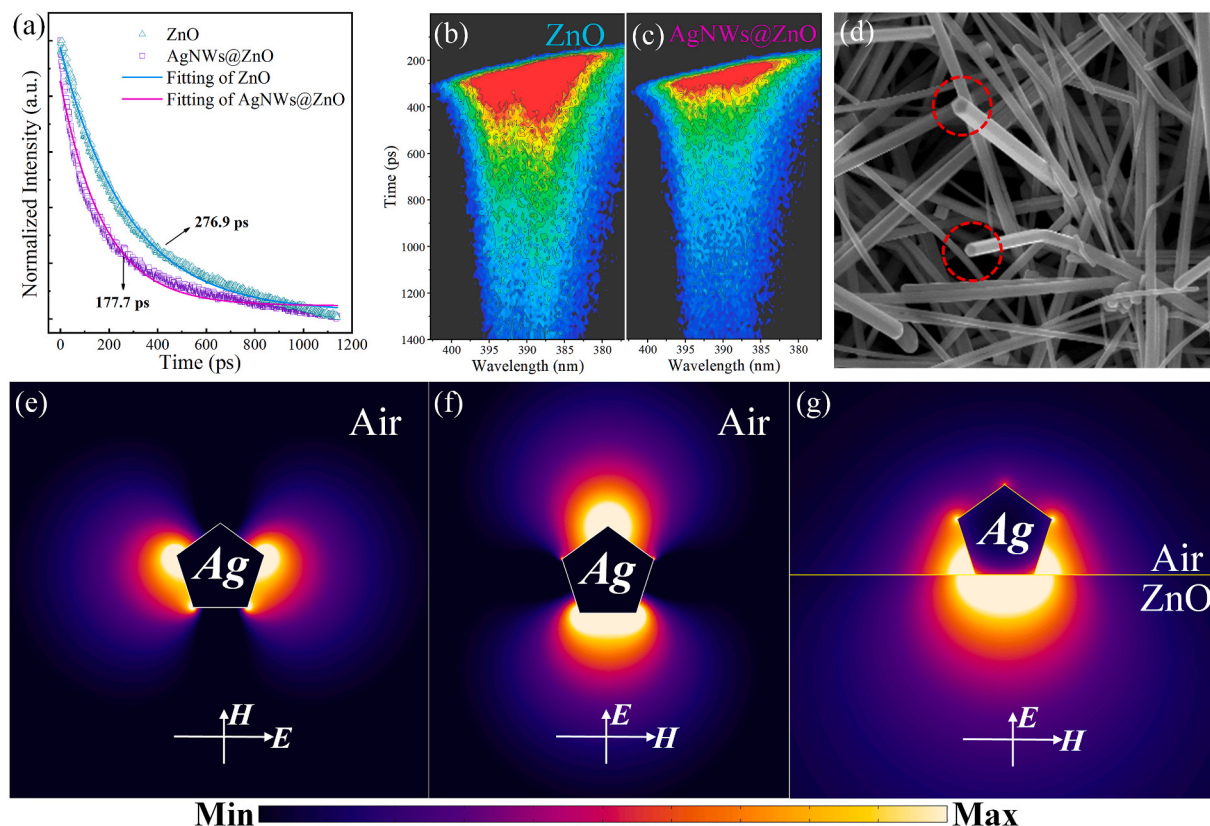 (a)
ZnO
AgNWs@ZnO
Fitting of ZnO
Fitting of AgNWs@ZnO
276.9 ps
177.7 ps
Normalized Intensity (a.u.)
0 200 400 600 800 1000 1200
Time (ps)
(b) ZnO
(c) AgNWs@ZnO
Time (ps)
200
400
600
800
1000
1200
1400
400 395 390 385 380
Wavelength (nm)
400 395 390 385 380
Wavelength (nm)
(d)
(e)
Air
Ag
H
E
(f)
Air
Ag
E
H
(g)
Ag
Air
ZnO
E
H
Min Max